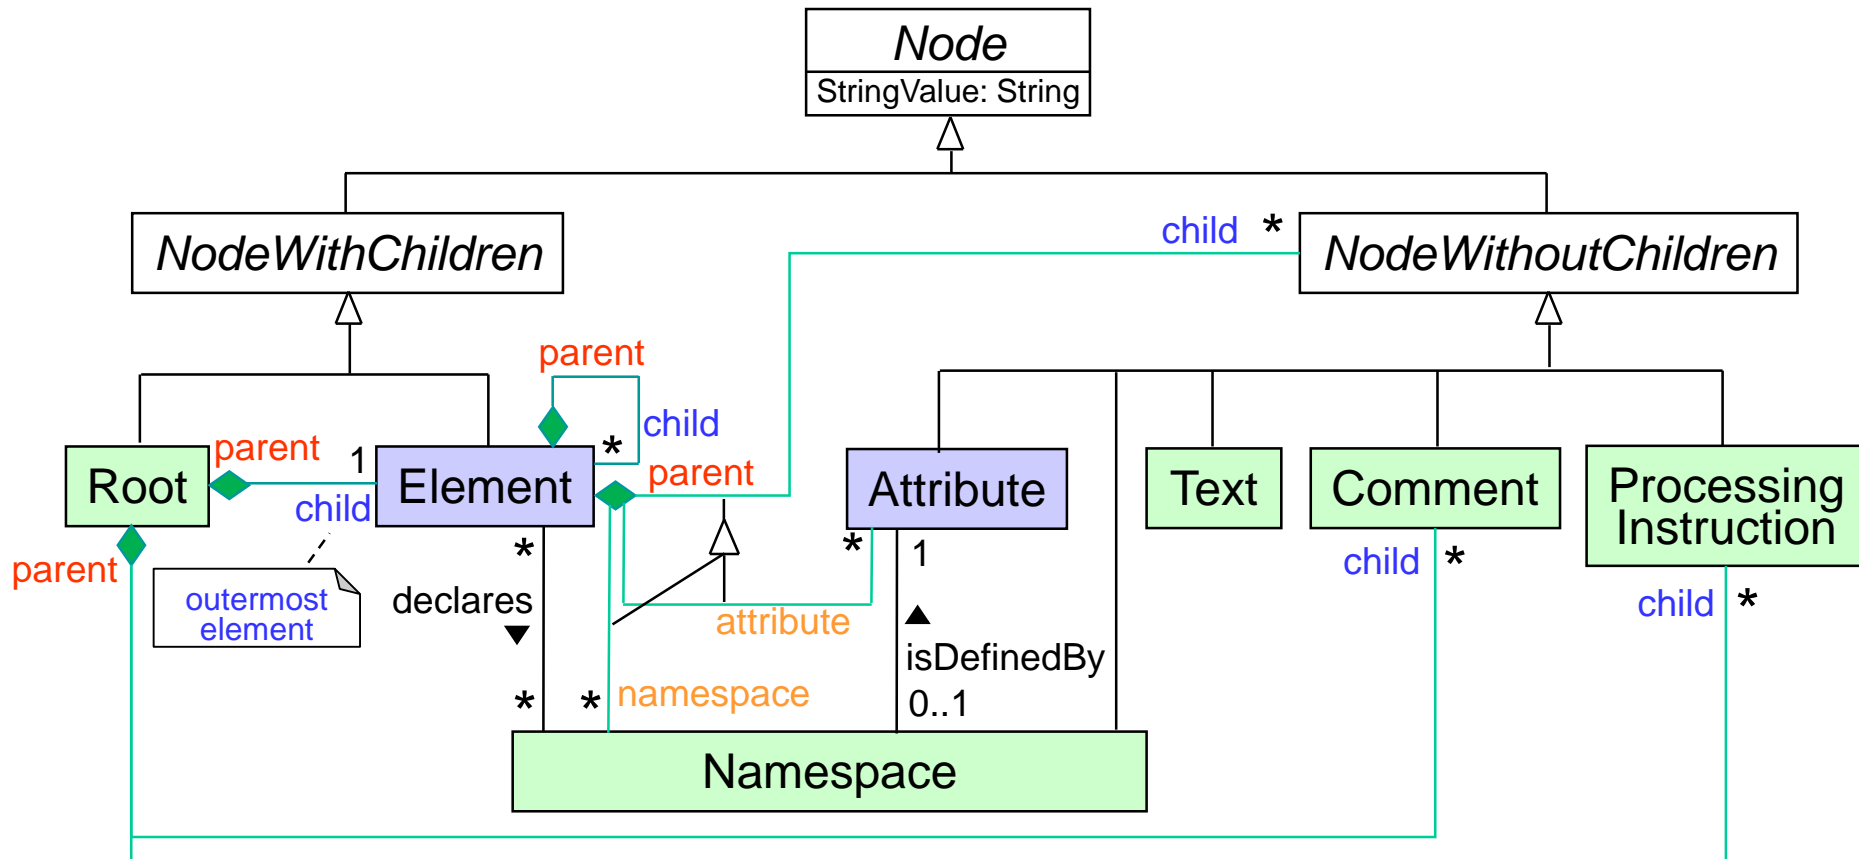 Node
StringValue: String
child *
NodeWithChildren
NodeWithoutChildren
parent
child
*
parent
1
parent
Root
Element
Attribute
Text
Comment
Processing
Instruction
child
parent
*
*
1
child *
child *
outermost
element
declares
attribute
isDefinedBy
* * namespace
0..1
Namespace